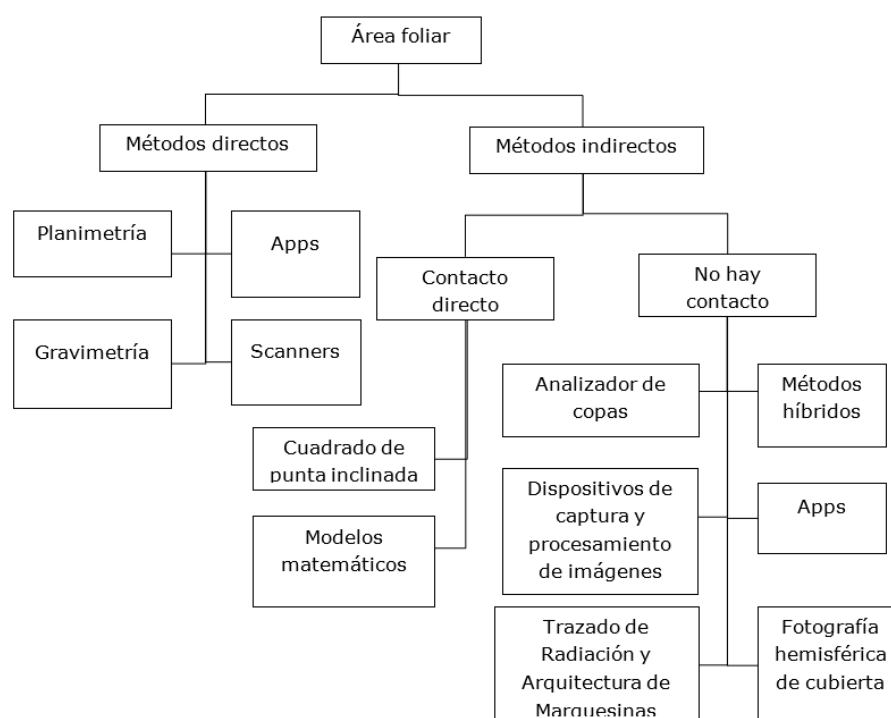 Área foliar
Métodos directos
Métodos indirectos
Planimetría
Apps
Contacto
directo
No hay
contacto
Gravimetría
Scanners
Analizador de
copas
Métodos
híbridos
Cuadrado de
punta inclinada
Dispositivos de
captura y
procesamiento
de imágenes
Apps
Modelos
matemáticos
Trazado de
Radiación y
Arquitectura de
Marquesinas
Fotografía
hemisférica
de cubierta